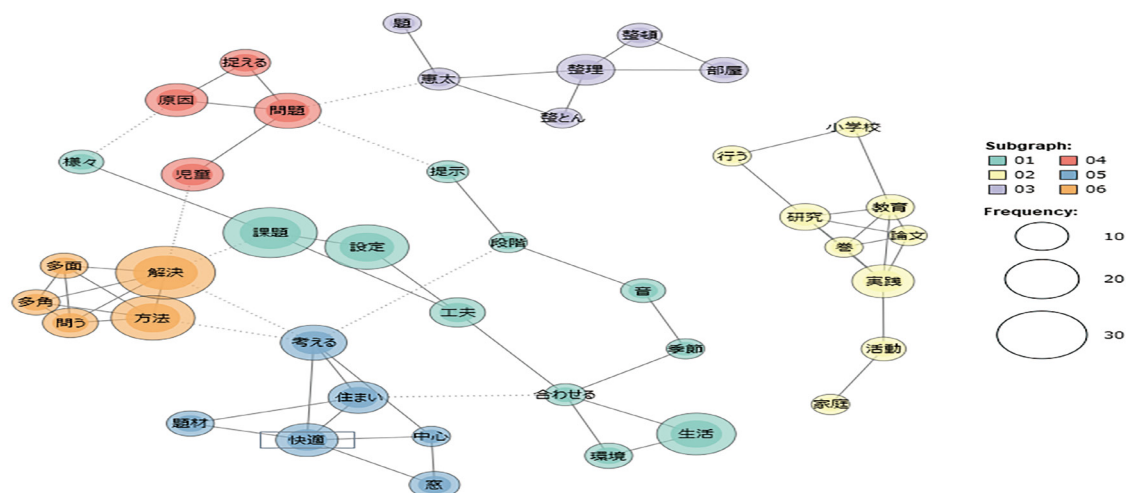 題
整頓
捉える
恵太
整理
部屋
原因
問題
整とん
小学校
様々
児童
提示
行う
Subgraph:
01
04
02
05
03
06
教育
研究
論文
Frequency:
課題
設定
段階
巻
10
多面
解決
20
多角
問う
方法
音
実践
工夫
30
考える
季節
活動
住まい
合わせる
家庭
題材
快適
中心
生活
環境
窓